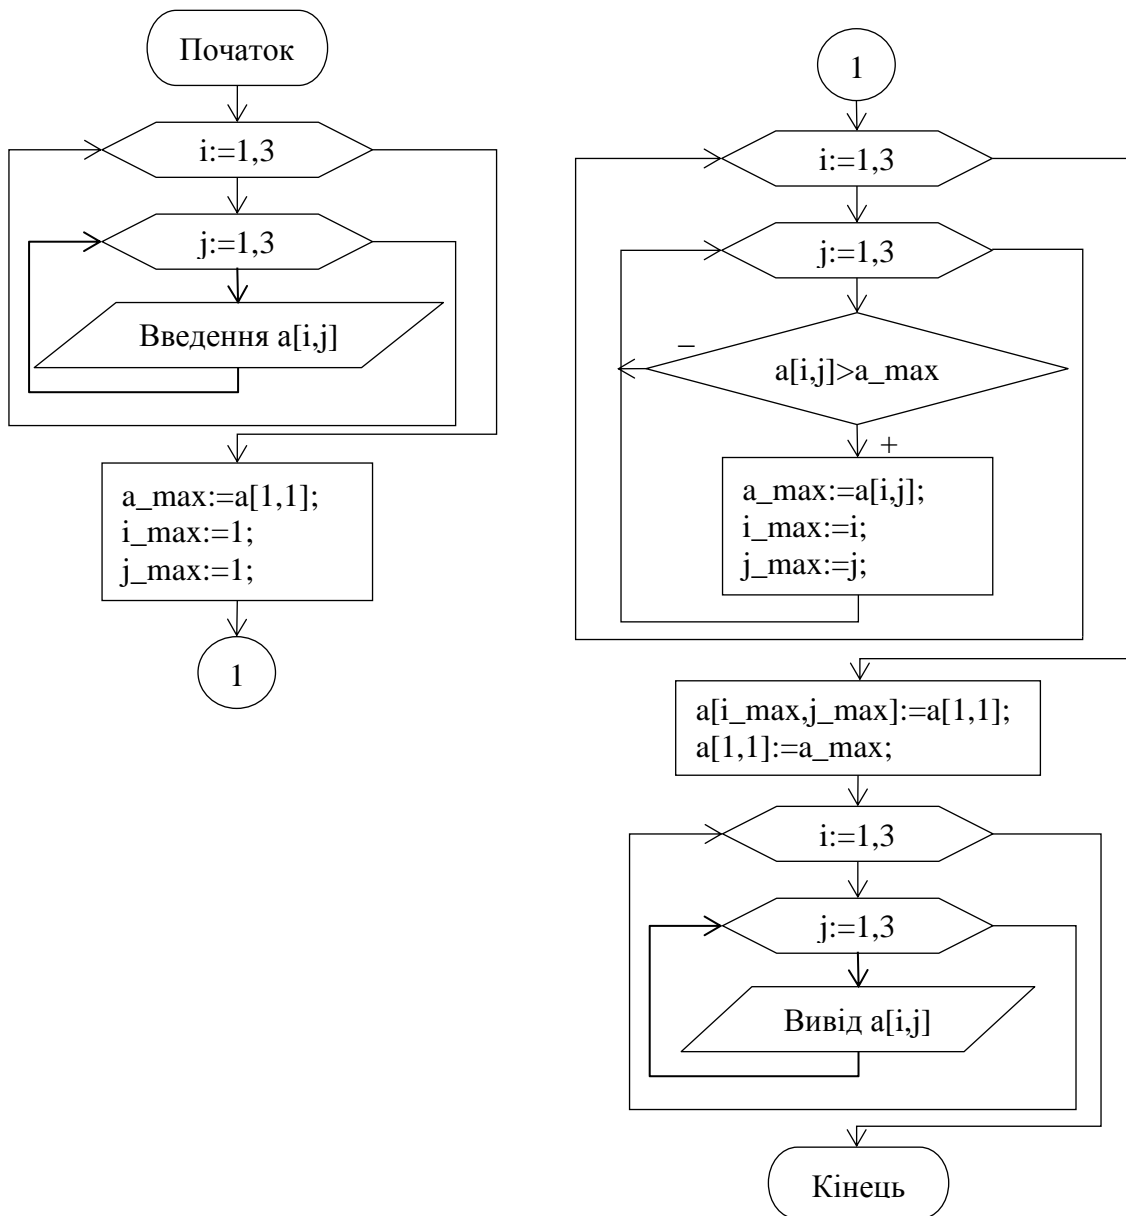 Початок
i:=1,3
j:=1,3
Введення a[i,j]
a_max:=a[1,1];
i_max:=1;
j_max:=1;
1
1
i:=1,3
j:=1,3
–
a[i,j]>a_max
+
a_max:=a[i,j];
i_max:=i;
j_max:=j;
a[i_max,j_max]:=a[1,1];
a[1,1]:=a_max;
i:=1,3
j:=1,3
Вивід a[i,j]
Кінець